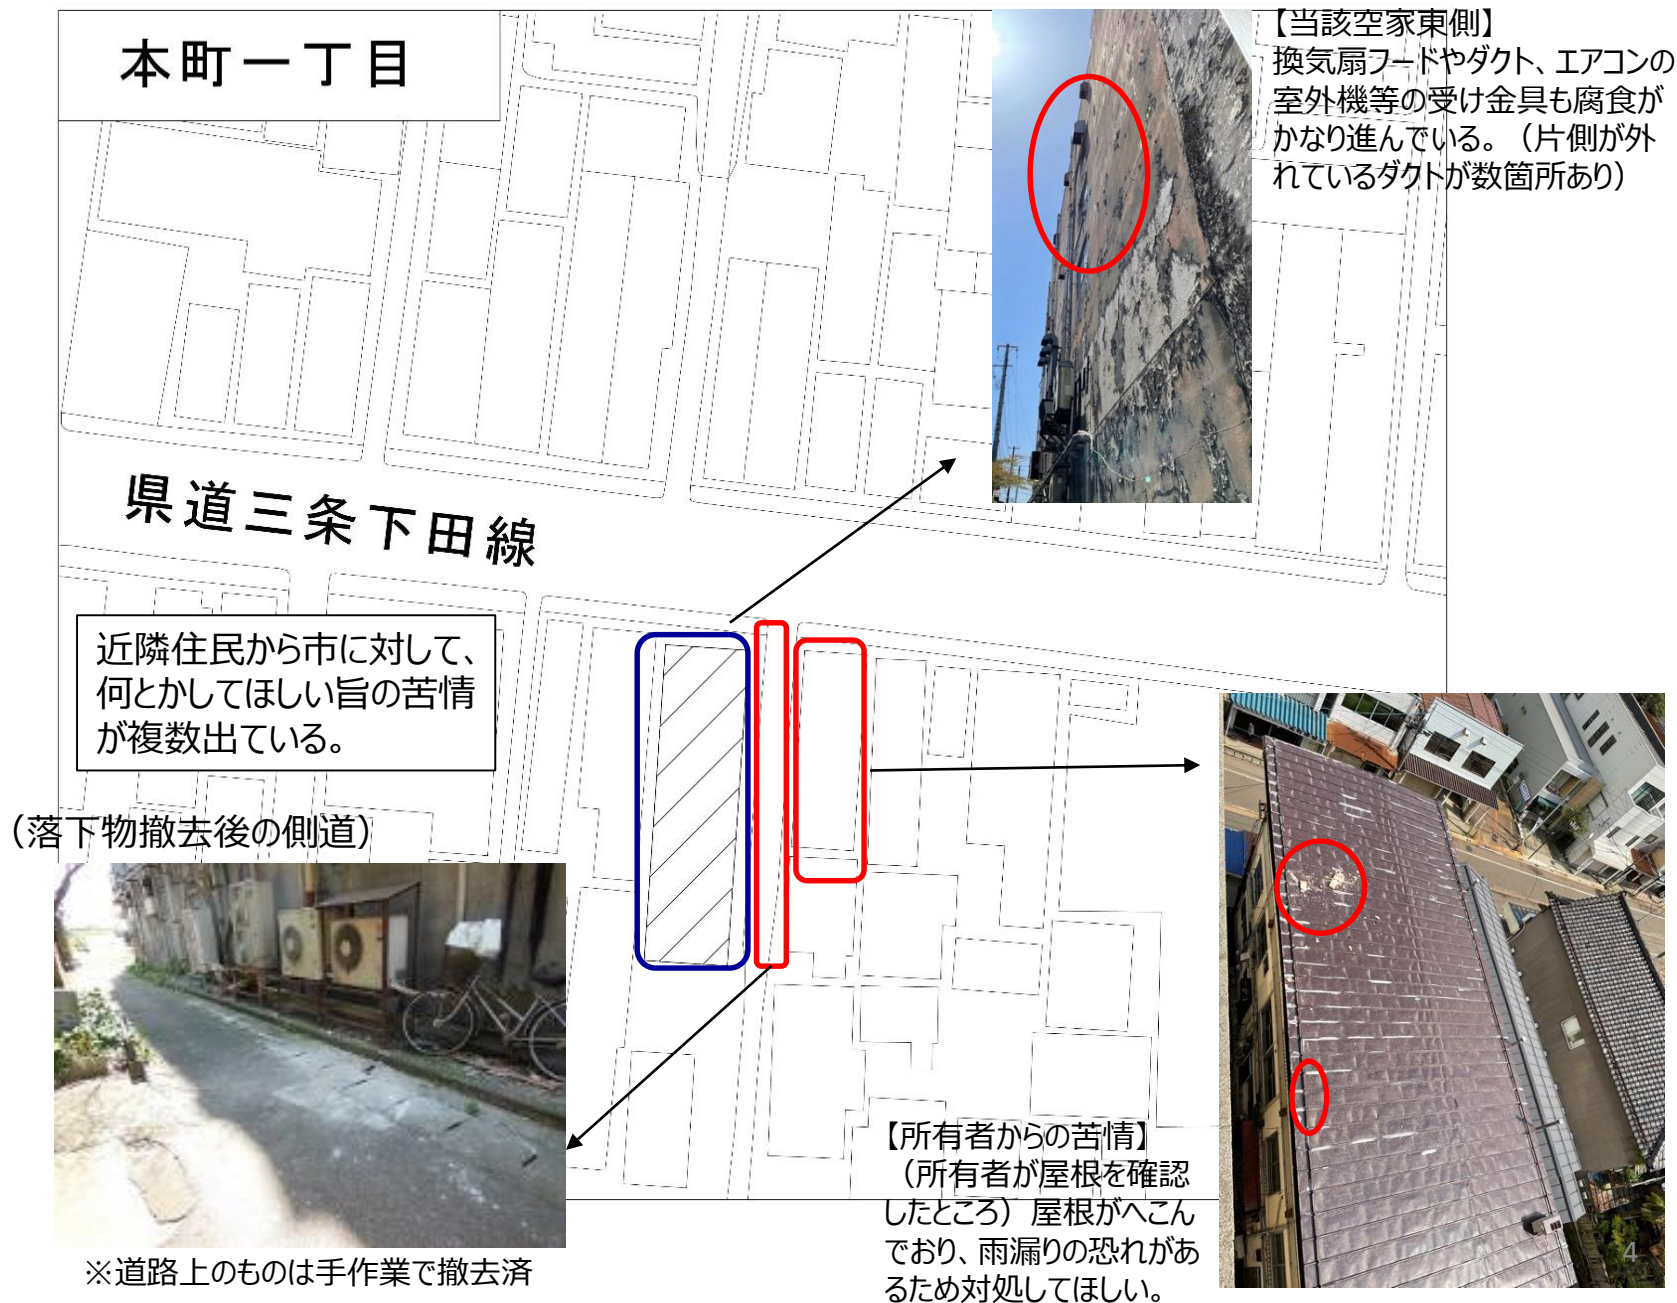 本町一丁目
【当該空家東側】
換気扇フードやダクト、エアコンの
室外機等の受け金具も腐食が
かなり進んでいる。（片側が外
れているダクトが数箇所あり）
県道三条下田線
近隣住民から市に対して、
何とかしてほしい旨の苦情
が複数出ている。
（落下物撤去後の側道）
※道路上のものは手作業で撤去済
【所有者からの苦情】
（所有者が屋根を確認
したところ）屋根がへこん
でおり、雨漏りの恐れがあ
るため対処してほしい。
4